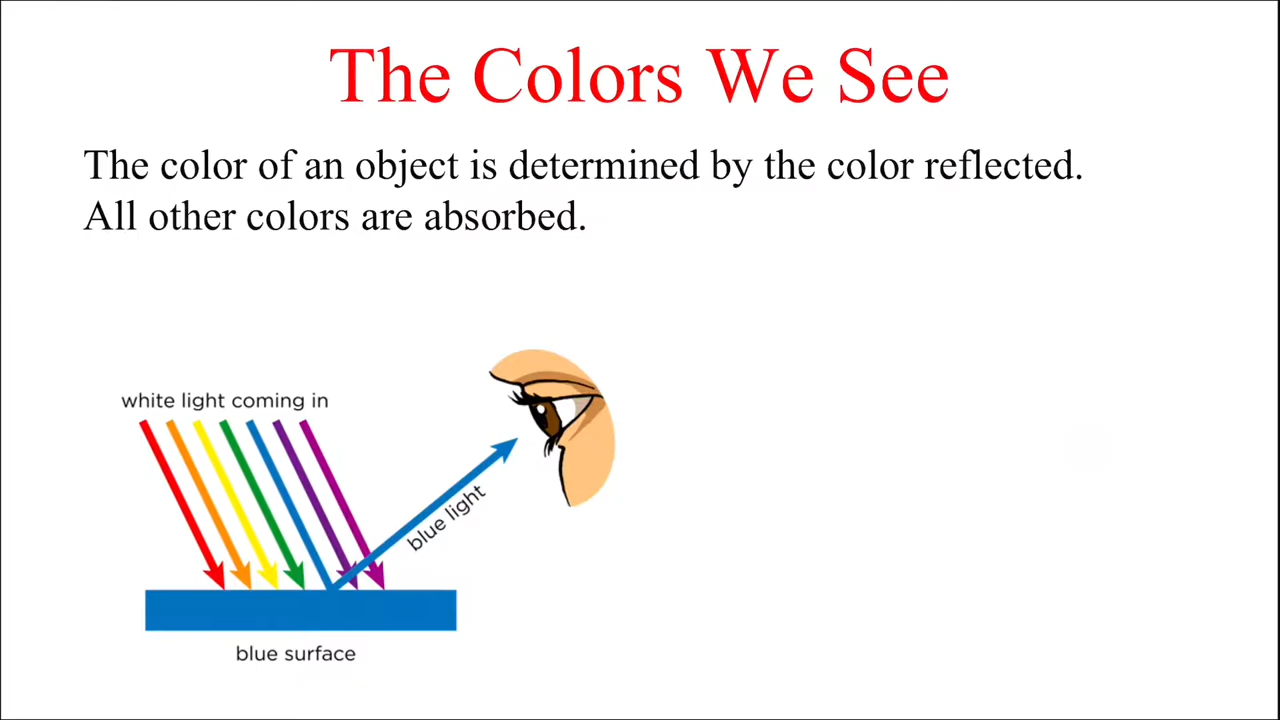 The Colors We See
The color of an object is determined by the color reflected.
All other colors are absorbed.
white light coming in
blue light
blue surface